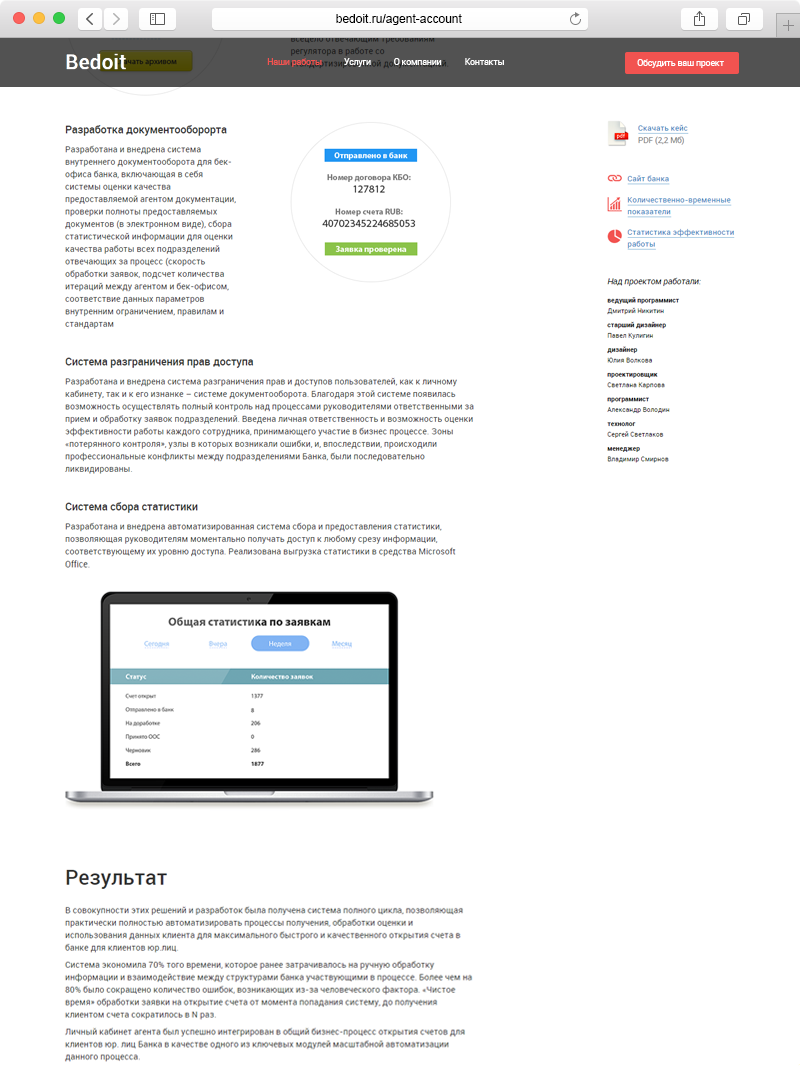 bedoit.ru/agent-account
всецело отвечающим требованиям
регулятора в работе со
Bedoit
Наши работы
Услуги
О компании
Контакты
Обсудить ваш проект
Разработка документооборорта
Разработана и внедрена система
внутреннего документооборота для бек-
офиса банка, включающая в себя
системы оценки качества
предоставляемой агентом документации,
проверки полноты предоставляемых
документов (в электронном виде), сбора
статистической информации для оценки
качества работы всех подразделений
отвечающих за процесс (скорость
обработки заявок, подсчет количества
итераций между агентом и бек-офисом,
соответствие данных параметров
внутренним ограничением, правилам и
стандартам
Отправлено в банк
Номер договора КБО:
127812
Номер счета RUB:
40702345224685053
Заявка проверена
Скачать кейс
PDF (2,2 Мб)
Сайт банка
Количественно-временные
показатели
Статистика эффективности
работы
Над проектом работали:
ведущий программист
Дмитрий Никитин
старший дизайнер
Павел Кулигин
дизайнер
Юлия Волкова
проектировщик
Светлана Карпова
программист
Александр Володин
технолог
Сергей Светлаков
менеджер
Владимир Смирнов
Система разграничения прав доступа
Разработана и внедрена система разграничения прав и доступов пользователей, как к личному
кабинету, так и к его изнанке – системе документооборота. Благодаря этой системе появилась
возможность осуществлять полный контроль над процессами руководителями ответственными за
прием и обработку заявок подразделений. Введена личная ответственность и возможность оценки
эффективности работы каждого сотрудника, принимающего участие в бизнес процессе. Зоны
«потерянного контроля», узлы в которых возникали ошибки, и, впоследствии, происходили
профессиональные конфликты между подразделениями Банка, были последовательно
ликвидированы.
Система сбора статистики
Разработана и внедрена автоматизированная система сбора и предоставления статистики,
позволяющая руководителям моментально получать доступ к любому срезу информации,
соответствующему их уровню доступа. Реализована выгрузка статистики в средства Microsoft
Office.
Общая статистика по заявкам
Сегодня Вчера Неделя Месяц
Статус Количество заявок
Счет открыт 1377
Отправлено в банк 8
На доработке 206
Принято ООС 0
Черновик 286
Всего 1877
Результат
В совокупности этих решений и разработок была получена система полного цикла, позволяющая
практически полностью автоматизировать процессы получения, обработки оценки и
использования данных клиента для максимального быстрого и качественного открытия счета в
банке для клиентов юр.лиц.
Система экономила 70% того времени, которое ранее затрачивалось на ручную обработку
информации и взаимодействие между структурами банка участвующими в процессе. Более чем на
80% было сокращено количество ошибок, возникающих из-за человеческого фактора. «Чистое
время» обработки заявки на открытие счета от момента попадания систему, до получения
клиентом счета сократилось в N раз.
Личный кабинет агента был успешно интегрирован в общий бизнес-процесс открытия счетов для
клиентов юр. лиц Банка в качестве одного из ключевых модулей масштабной автоматизации
данного процесса.